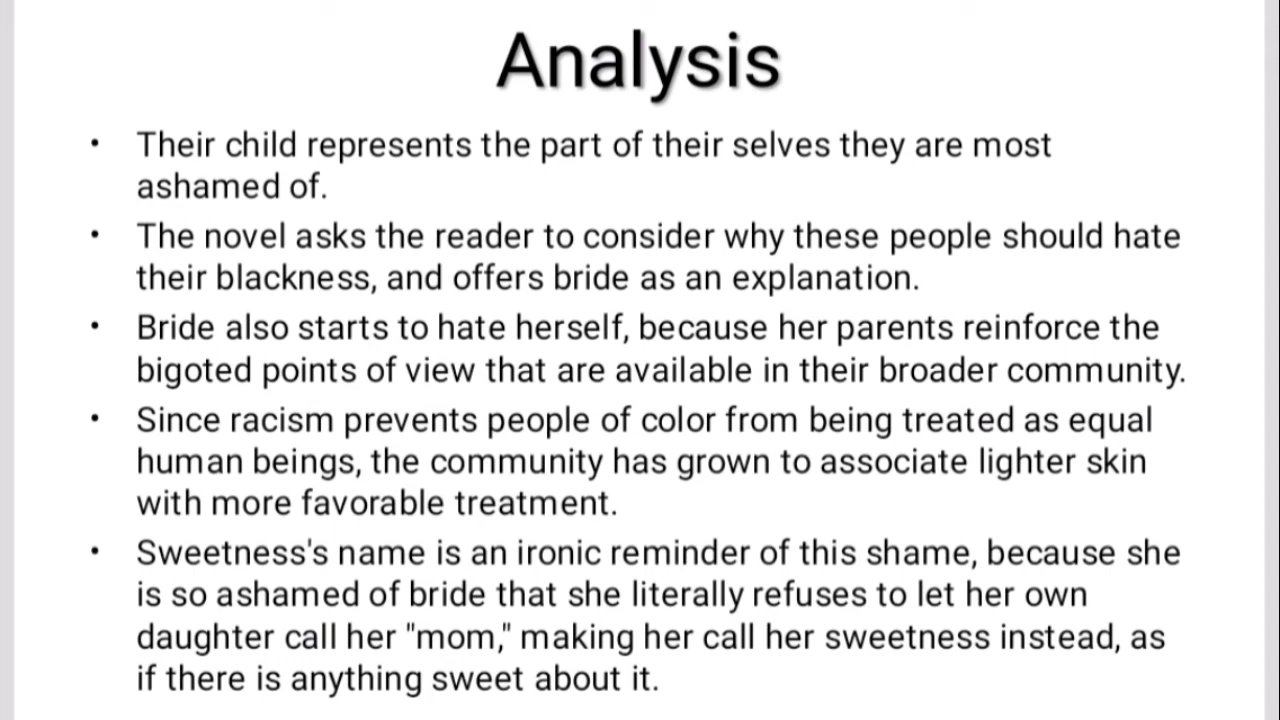 Analysis
• Their child represents the part of their selves they are most
ashamed of.
• The novel asks the reader to consider why these people should hate
their blackness, and offers bride as an explanation.
• Bride also starts to hate herself, because her parents reinforce the
bigoted points of view that are available in their broader community.
• Since racism prevents people of color from being treated as equal
human beings, the community has grown to associate lighter skin
with more favorable treatment.
• Sweetness's name is an ironic reminder of this shame, because she
is so ashamed of bride that she literally refuses to let her own
daughter call her "mom," making her call her sweetness instead, as
if there is anything sweet about it.